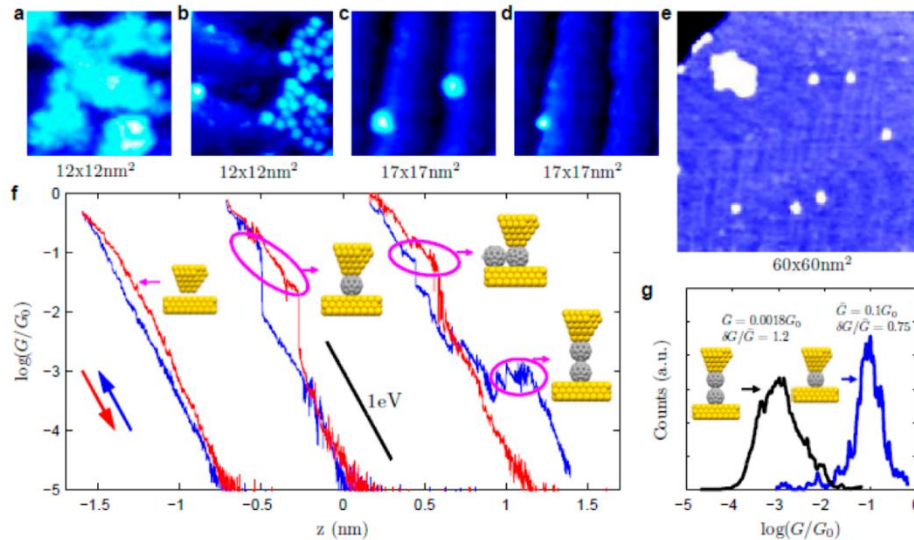 a
b
c
d
e
12x12nm²
12x12nm²
17x17nm²
17x17nm²
60x60nm²
f
0
−1
−2
−3
−4
−5
log(G/G₀)
−1.5
−1
−0.5
0
0.5
1
1.5
z (nm)
1eV
g
G̅ = 0.0018G₀
δG/G̅ = 1.2
G̅ = 0.1G₀
δG/G̅ = 0.75
Counts (a.u.)
−5
−4
−3
−2
−1
0
log(G/G₀)